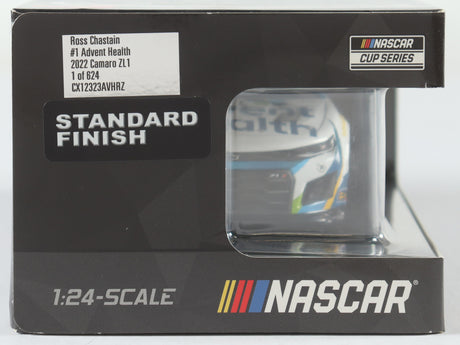 Ross Chastain
#1 Advent Health
2022 Camaro ZL1
1 of 624
CX12323AVHRZ
NASCAR
CUP SERIES
STANDARD
FINISH
ealth
1:24-SCALE
NASCAR